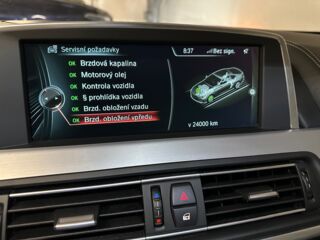 Servisní požadavky
8:37
Bez sign.
OK Brzdová kapalina
OK Motorový olej
OK Kontrola vozidla
OK § prohlídka vozidla
OK Brzd. obložení vzadu
OK Brzd. obložení vpředu
v 24000 km